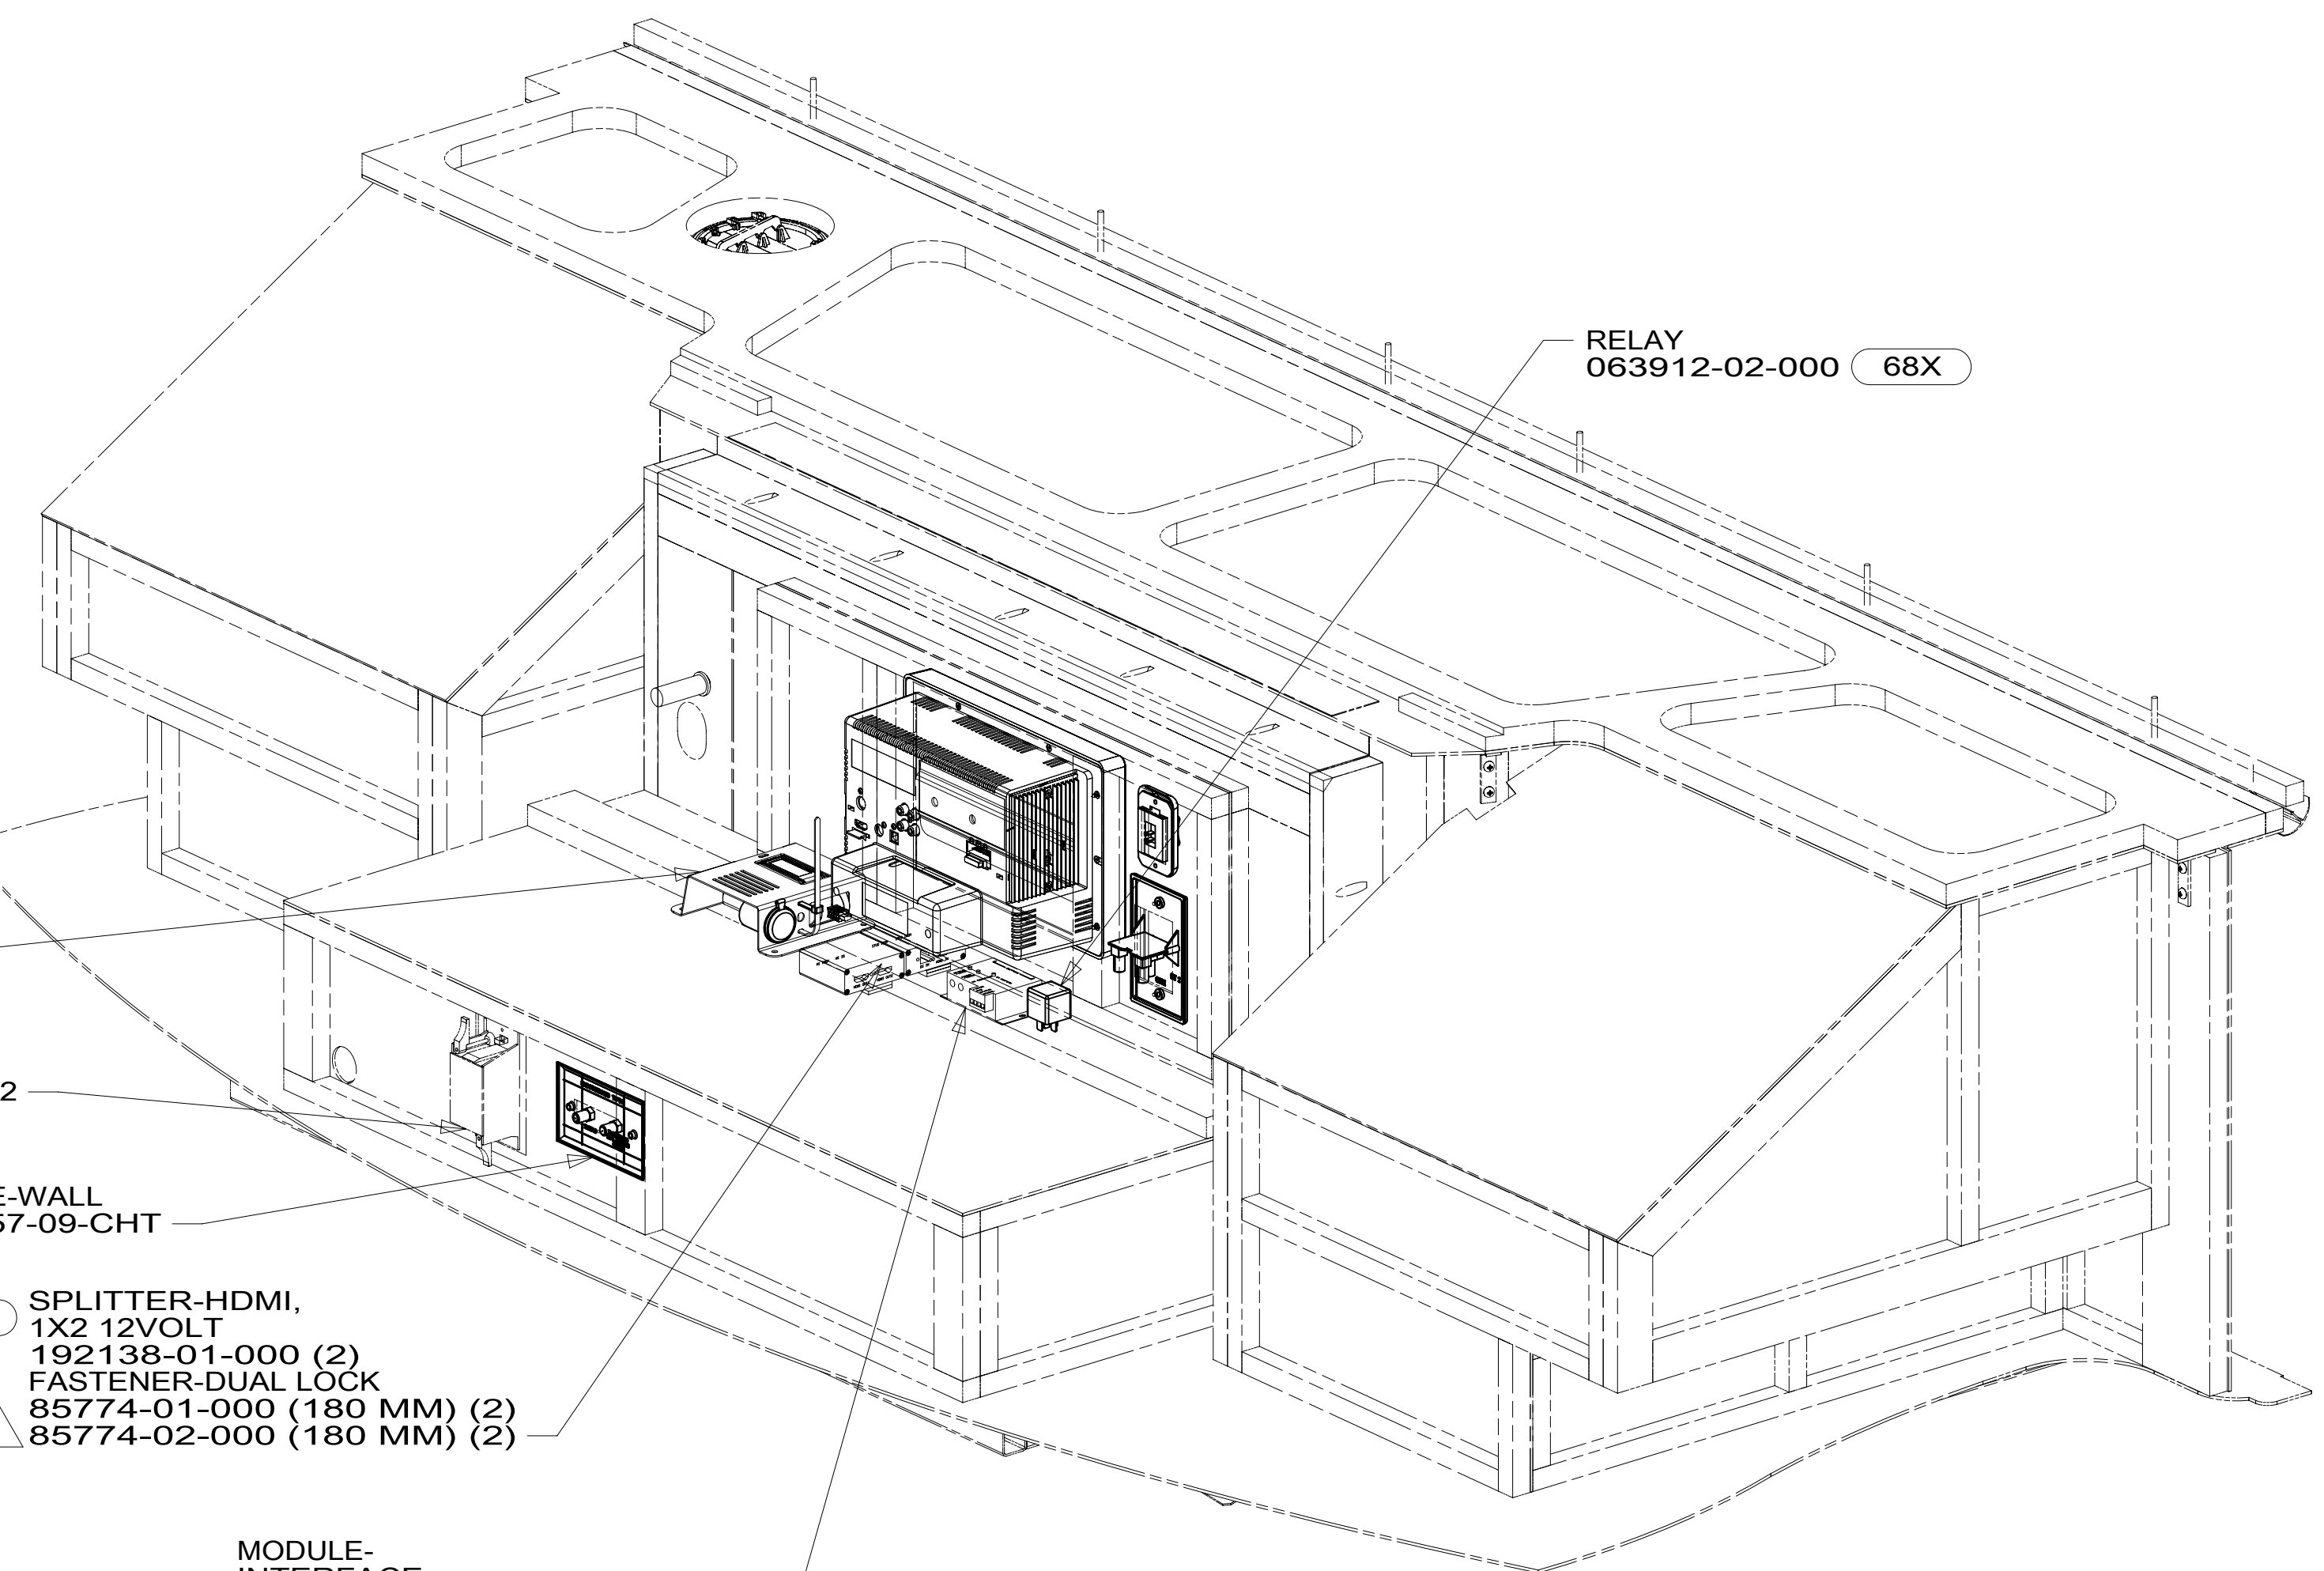 RELAY
063912-02-000 68X
2
E-WALL
57-09-CHT
SPLITTER-HDMI,
1X2 12VOLT
192138-01-000 (2)
FASTENER-DUAL LOCK
85774-01-000 (180 MM) (2)
85774-02-000 (180 MM) (2)
MODULE-
INTERFACE